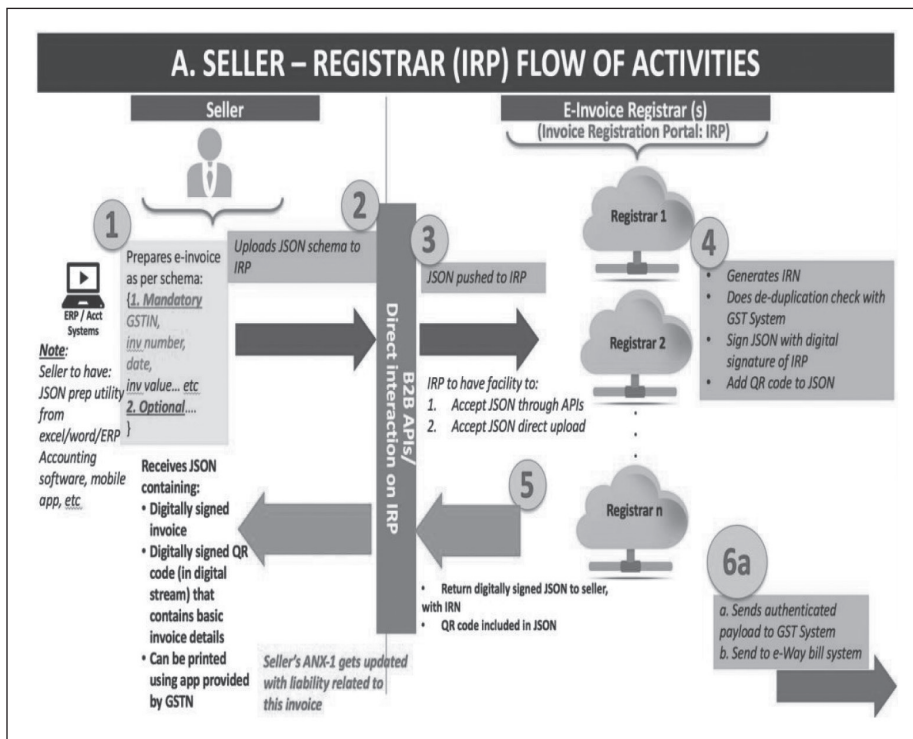 A. SELLER – REGISTRAR (IRP) FLOW OF ACTIVITIES
Seller
E-Invoice Registrar (s)
(Invoice Registration Portal: IRP)
1
Prepares e-invoice
as per schema:
{1. Mandatory
GSTIN,
inv number,
date,
inv value... etc
2. Optional....
}
ERP / Acct
Systems
Note:
Seller to have:
JSON prep utility
from
excel/word/ERP
Accounting
software, mobile
app, etc
2
Uploads JSON schema to
IRP
B2B APIs/
Direct interaction on IRP
3
JSON pushed to IRP
IRP to have facility to:
1. Accept JSON through APIs
2. Accept JSON direct upload
Registrar 1
Registrar 2
.
.
.
.
Registrar n
4
• Generates IRN
• Does de-duplication check with
GST System
• Sign JSON with digital
signature of IRP
• Add QR code to JSON
5
• Return digitally signed JSON to seller,
with IRN
• QR code included in JSON
Receives JSON
containing:
• Digitally signed
invoice
• Digitally signed QR
code (in digital
stream) that
contains basic
invoice details
• Can be printed
using app provided
by GSTN
Seller's ANX-1 gets updated
with liability related to
this invoice
6a
a. Sends authenticated
payload to GST System
b. Send to e-Way bill system